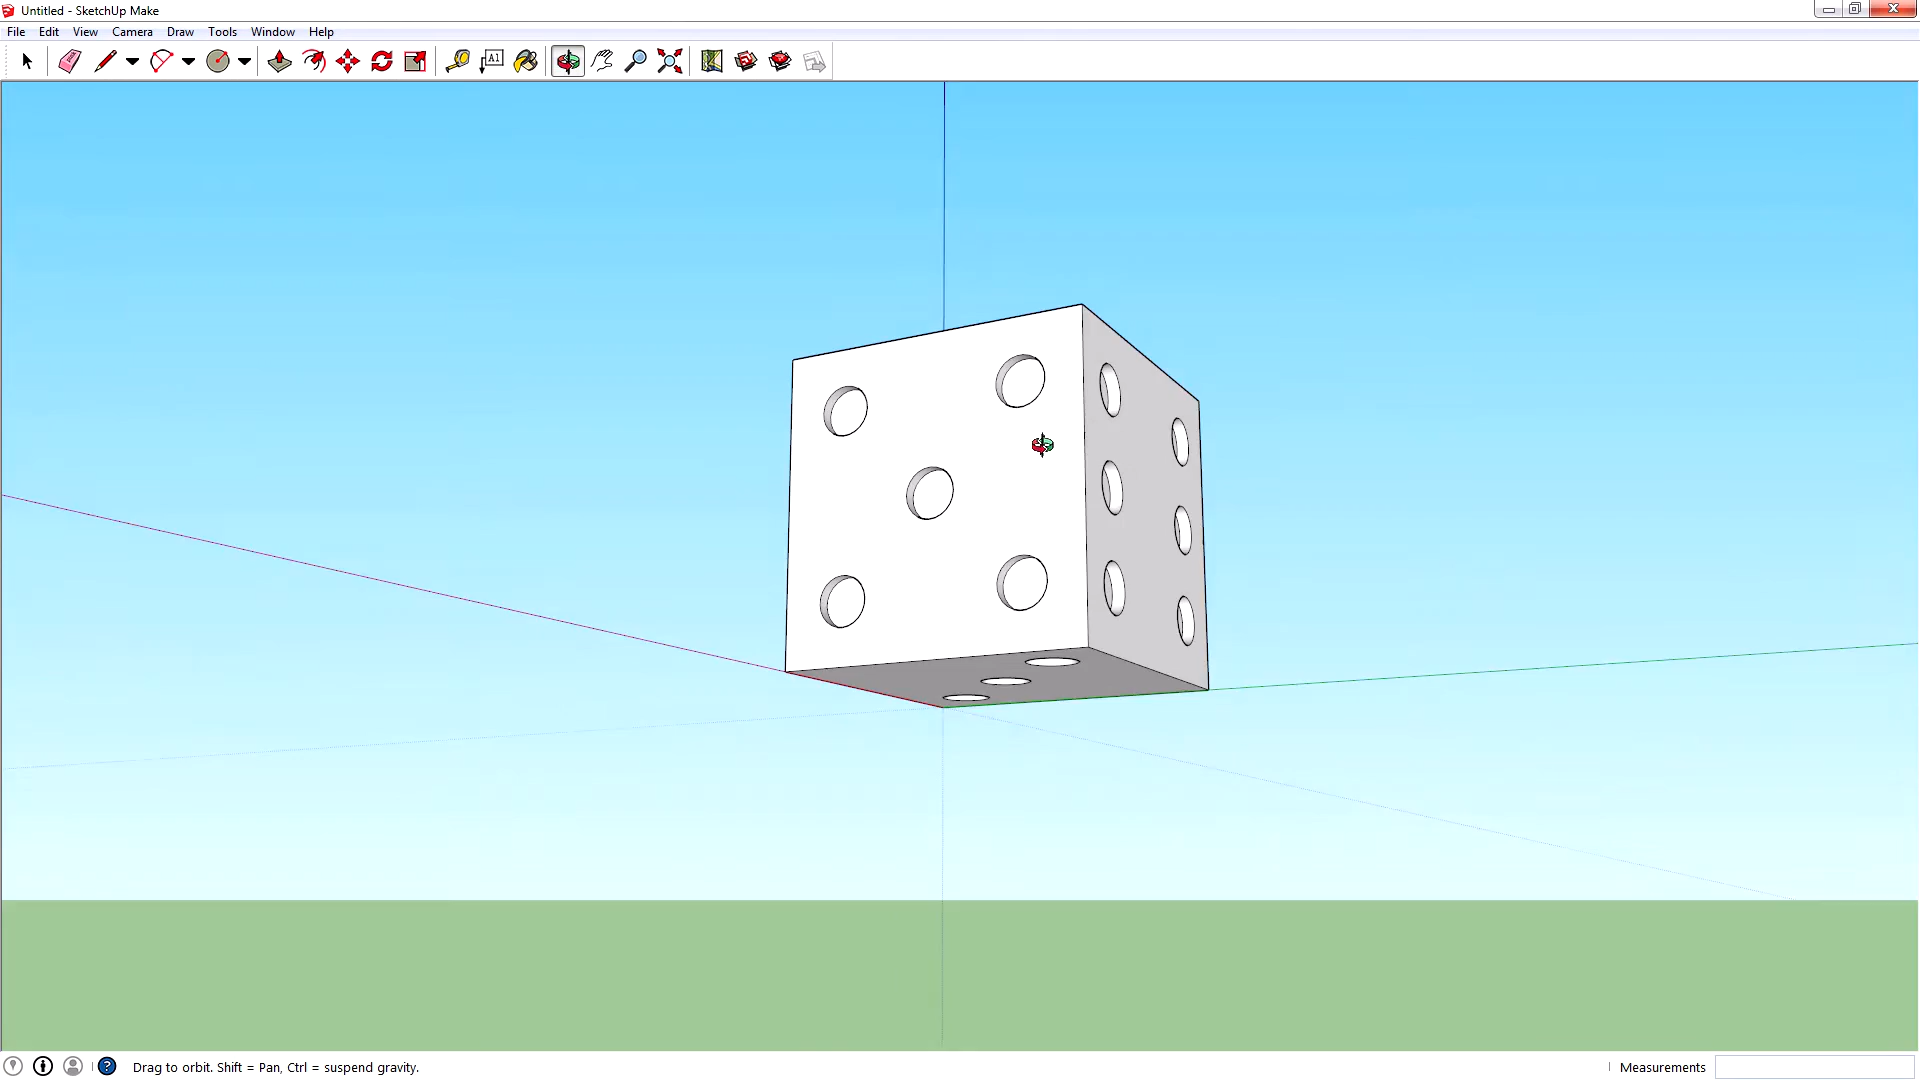 Untitled - SketchUp Make
File Edit View Camera Draw Tools Window Help
A1
Drag to orbit. Shift = Pan, Ctrl = suspend gravity.
Measurements